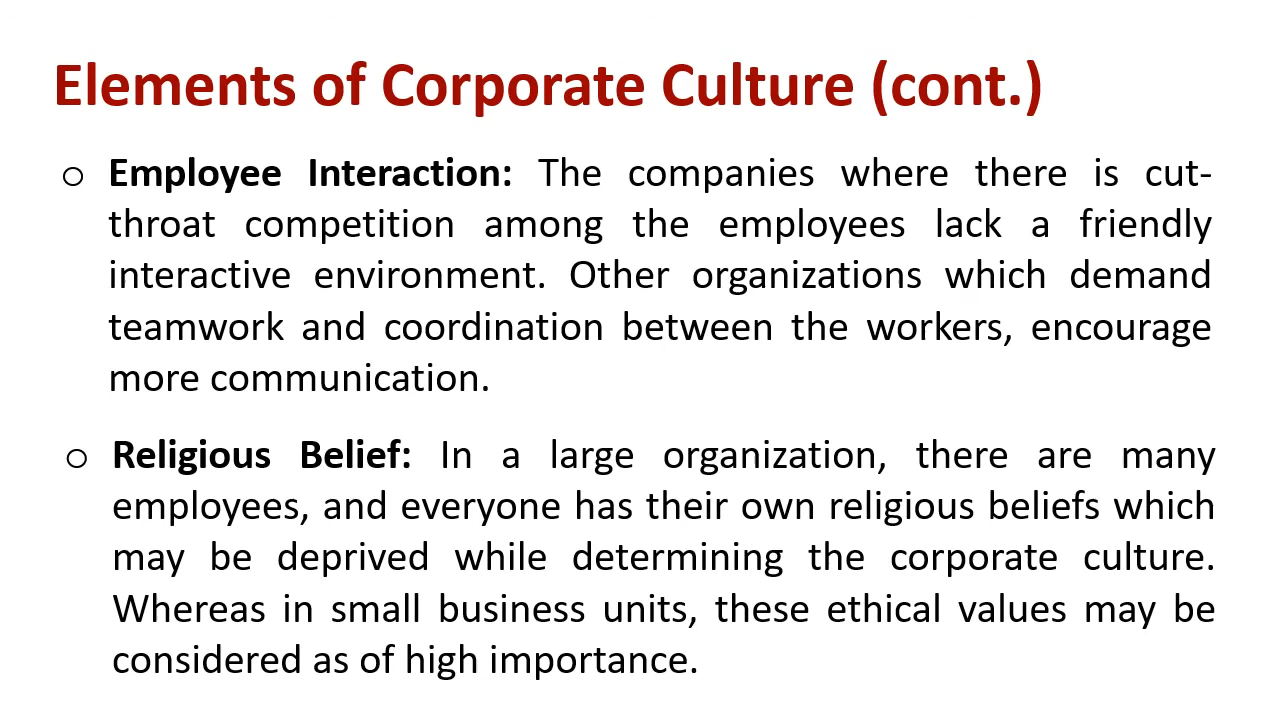 Elements of Corporate Culture (cont.)
o Employee Interaction: The companies where there is cut-
throat competition among the employees lack a friendly
interactive environment. Other organizations which demand
teamwork and coordination between the workers, encourage
more communication.
o Religious Belief: In a large organization, there are many
employees, and everyone has their own religious beliefs which
may be deprived while determining the corporate culture.
Whereas in small business units, these ethical values may be
considered as of high importance.